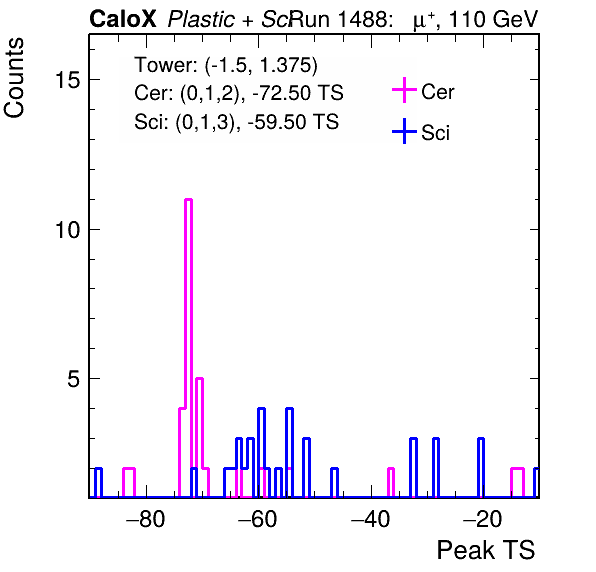 CaloX Plastic + SciRun 1488: μ+, 110 GeV
Counts
Tower: (-1.5, 1.375)
Cer: (0,1,2), -72.50 TS
Sci: (0,1,3), -59.50 TS
Cer
Sci
15
10
5
−80 −60 −40 −20
Peak TS